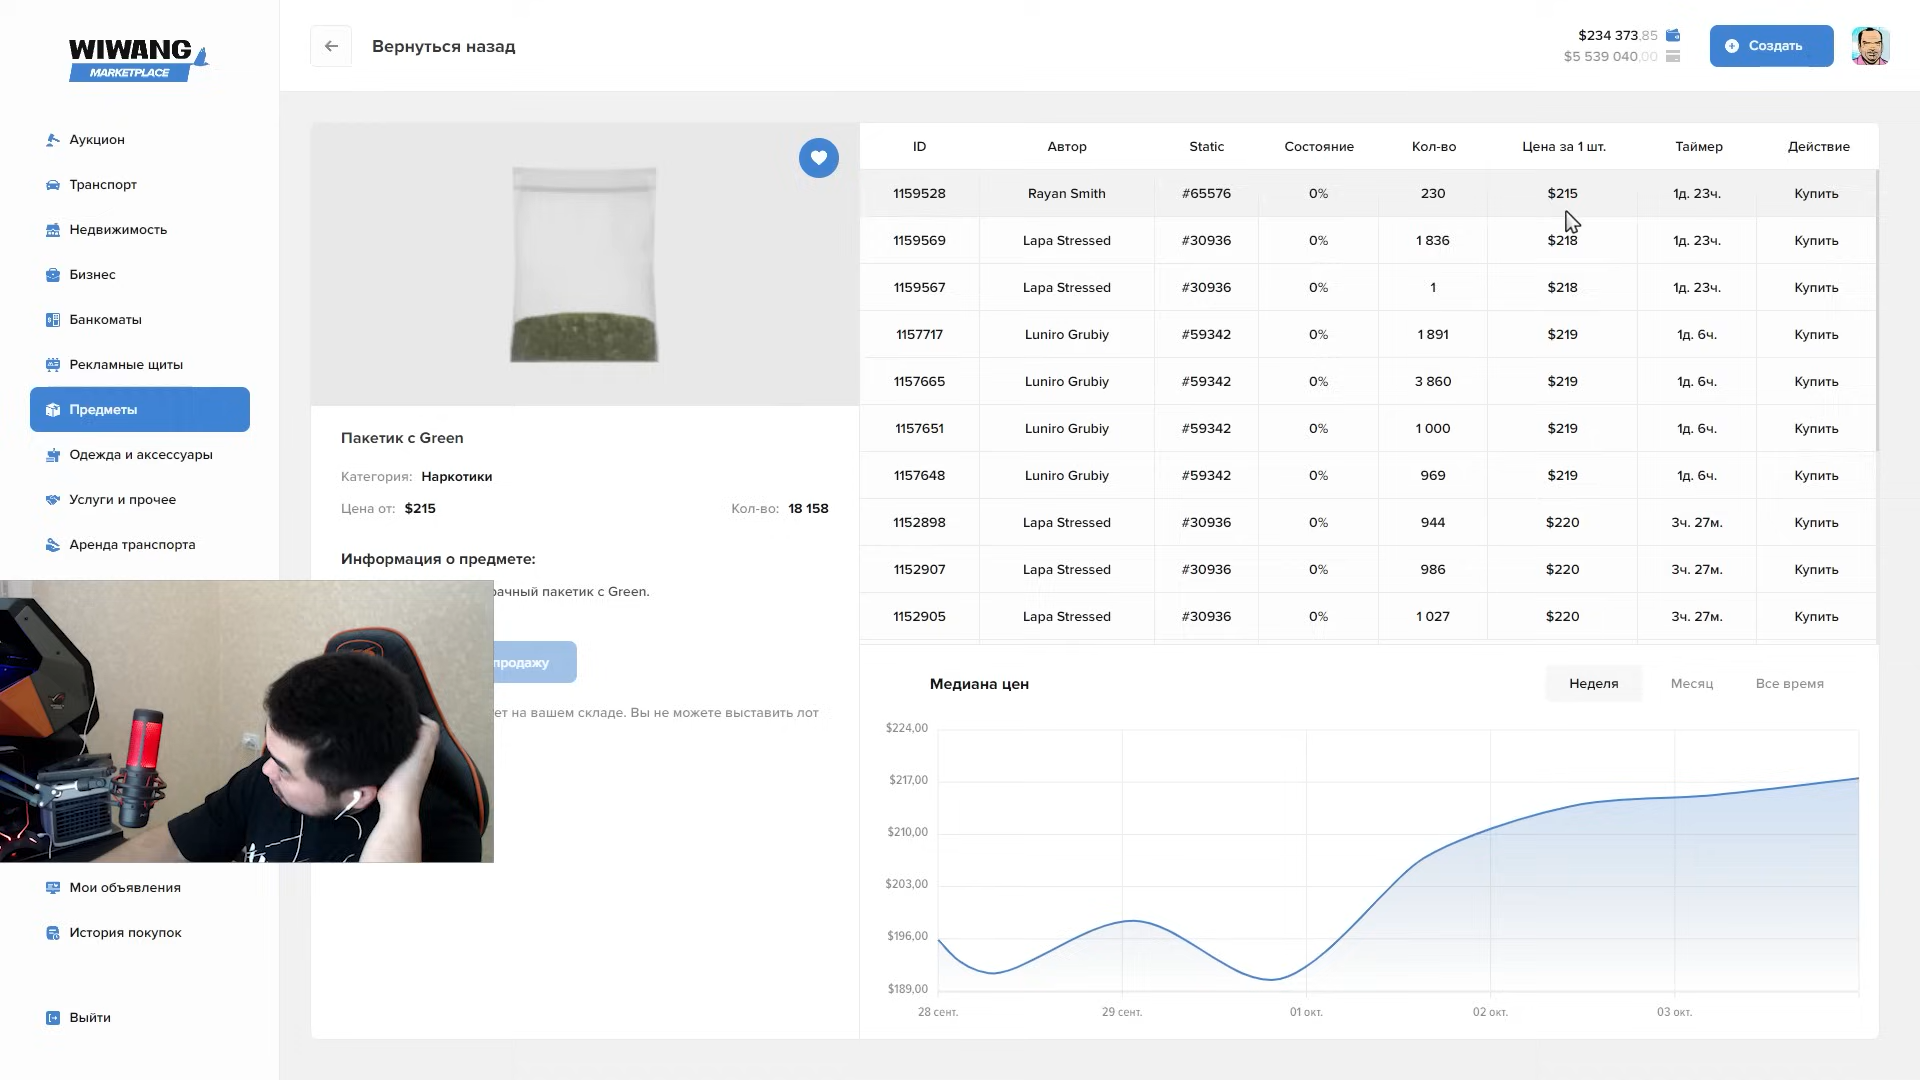 WIWANG
MARKETPLACE
Вернуться назад
$234 373,85
$5 539 040,00
Создать
Аукцион
Транспорт
Недвижимость
Бизнес
Банкоматы
Рекламные щиты
Предметы
Одежда и аксессуары
Услуги и прочее
Аренда транспорта
Мои объявления
История покупок
Выйти
Пакетик с Green
Категория: Наркотики
Цена от: $215 Кол-во: 18 158
Информация о предмете:
пакетик с Green.
продажу
на вашем складе. Вы не можете выставить лот
ID Автор Static Состояние Кол-во Цена за 1 шт. Таймер Действие
1159528 Rayan Smith #65576 0% 230 $215 1д. 23ч. Купить
1159569 Lapa Stressed #30936 0% 1 836 $218 1д. 23ч. Купить
1159567 Lapa Stressed #30936 0% 1 $218 1д. 23ч. Купить
1157717 Luniro Grubiy #59342 0% 1 891 $219 1д. 6ч. Купить
1157665 Luniro Grubiy #59342 0% 3 860 $219 1д. 6ч. Купить
1157651 Luniro Grubiy #59342 0% 1 000 $219 1д. 6ч. Купить
1157648 Luniro Grubiy #59342 0% 969 $219 1д. 6ч. Купить
1152898 Lapa Stressed #30936 0% 944 $220 3ч. 27м. Купить
1152907 Lapa Stressed #30936 0% 986 $220 3ч. 27м. Купить
1152905 Lapa Stressed #30936 0% 1 027 $220 3ч. 27м. Купить
Медиана цен
Неделя Месяц Все время
$224,00
$217,00
$210,00
$203,00
$196,00
$189,00
28 сент. 29 сент. 01 окт. 02 окт. 03 окт.